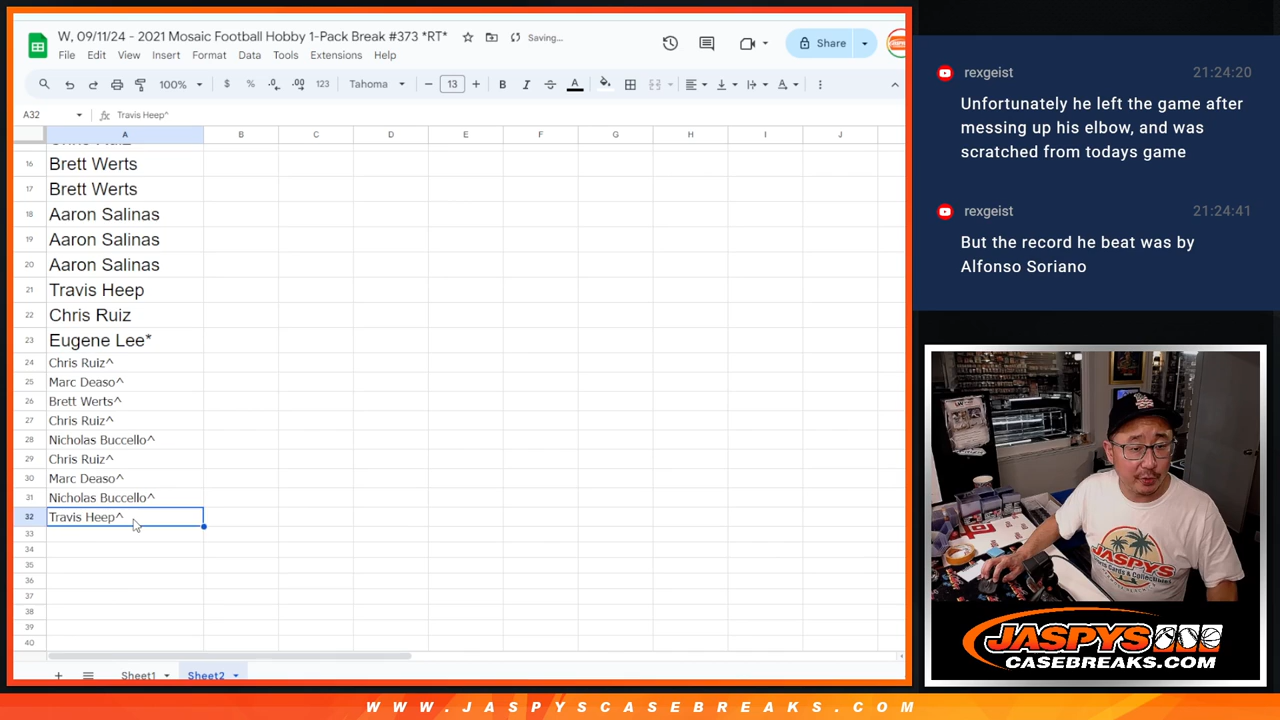 W, 09/11/24 - 2021 Mosaic Football Hobby 1-Pack Break #373 *RT*
Saving...
File Edit View Insert Format Data Tools Extensions Help
Share
100% $ % .0 .00 123 Tahoma - 13 + B I A
A32 fx Travis Heep^
A B C D E F G H I J
16 Brett Werts
17 Brett Werts
18 Aaron Salinas
19 Aaron Salinas
20 Aaron Salinas
21 Travis Heep
22 Chris Ruiz
23 Eugene Lee*
24 Chris Ruiz^
25 Marc Deaso^
26 Brett Werts^
27 Chris Ruiz^
28 Nicholas Buccello^
29 Chris Ruiz^
30 Marc Deaso^
31 Nicholas Buccello^
32 Travis Heep^
33
34
35
36
37
38
39
40
Sheet1 Sheet2
rexgeist 21:24:20
Unfortunately he left the game after
messing up his elbow, and was
scratched from todays game
rexgeist 21:24:41
But the record he beat was by
Alfonso Soriano
JASPYS
JASPYS
CASEBREAKS.COM
WWW.JASPYSCASEBREAKS.COM